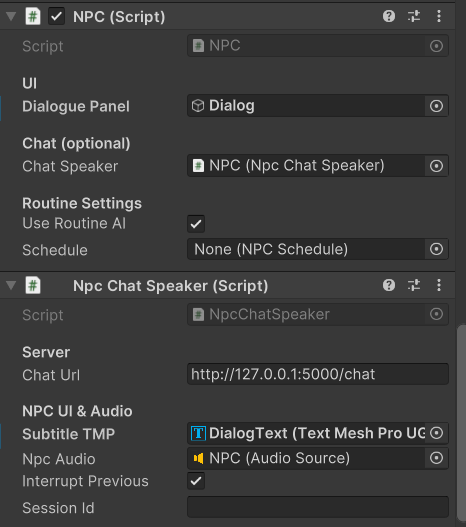 NPC (Script)
Script NPC
UI
Dialogue Panel Dialog
Chat (optional)
Chat Speaker NPC (Npc Chat Speaker)
Routine Settings
Use Routine AI
Schedule None (NPC Schedule)
Npc Chat Speaker (Script)
Script NpcChatSpeaker
Server
Chat Url http://127.0.0.1:5000/chat
NPC UI & Audio
Subtitle TMP DialogText (Text Mesh Pro UG
Npc Audio NPC (Audio Source)
Interrupt Previous
Session Id